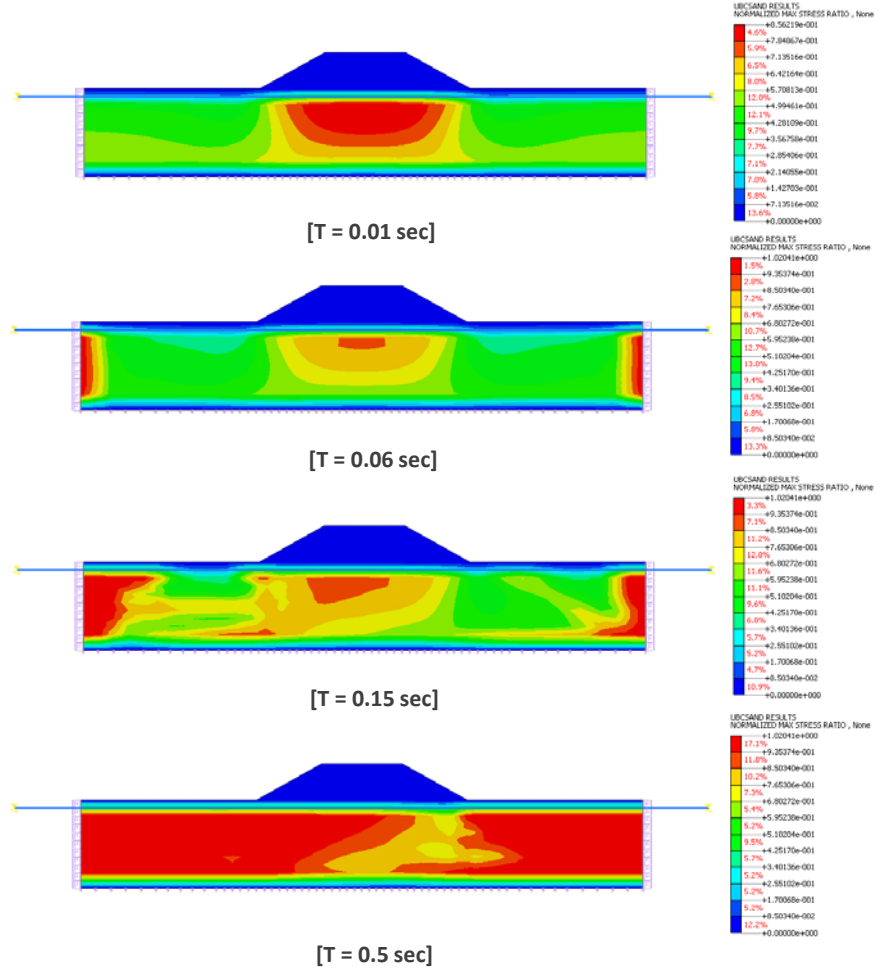 UBCSAND RESULTS
NORMALIZED MAX STRESS RATIO , None
+8.56219e-001
4.6%
+7.84867e-001
5.9%
+7.13516e-001
6.5%
+6.42164e-001
8.0%
+5.70813e-001
12.0%
+4.99461e-001
12.1%
+4.28109e-001
9.7%
+3.56758e-001
7.7%
+2.85406e-001
7.1%
+2.14055e-001
7.0%
+1.42703e-001
5.8%
+7.13516e-002
13.6%
+0.00000e+000
[T = 0.01 sec]
UBCSAND RESULTS
NORMALIZED MAX STRESS RATIO , None
+1.02041e+000
1.5%
+9.35374e-001
2.8%
+8.50340e-001
7.2%
+7.65306e-001
8.4%
+6.80272e-001
10.7%
+5.95238e-001
12.7%
+5.10204e-001
13.0%
+4.25170e-001
9.4%
+3.40136e-001
8.5%
+2.55102e-001
6.8%
+1.70068e-001
5.8%
+8.50340e-002
13.3%
+0.00000e+000
[T = 0.06 sec]
UBCSAND RESULTS
NORMALIZED MAX STRESS RATIO , None
+1.02041e+000
3.3%
+9.35374e-001
7.1%
+8.50340e-001
11.2%
+7.65306e-001
12.8%
+6.80272e-001
11.6%
+5.95238e-001
11.1%
+5.10204e-001
9.6%
+4.25170e-001
6.8%
+3.40136e-001
5.7%
+2.55102e-001
5.2%
+1.70068e-001
4.7%
+8.50340e-002
10.9%
+0.00000e+000
[T = 0.15 sec]
UBCSAND RESULTS
NORMALIZED MAX STRESS RATIO , None
+1.02041e+000
17.1%
+9.35374e-001
11.8%
+8.50340e-001
10.2%
+7.65306e-001
7.3%
+6.80272e-001
5.4%
+5.95238e-001
5.2%
+5.10204e-001
9.5%
+4.25170e-001
5.7%
+3.40136e-001
5.2%
+2.55102e-001
5.2%
+1.70068e-001
5.2%
+8.50340e-002
12.2%
+0.00000e+000
[T = 0.5 sec]